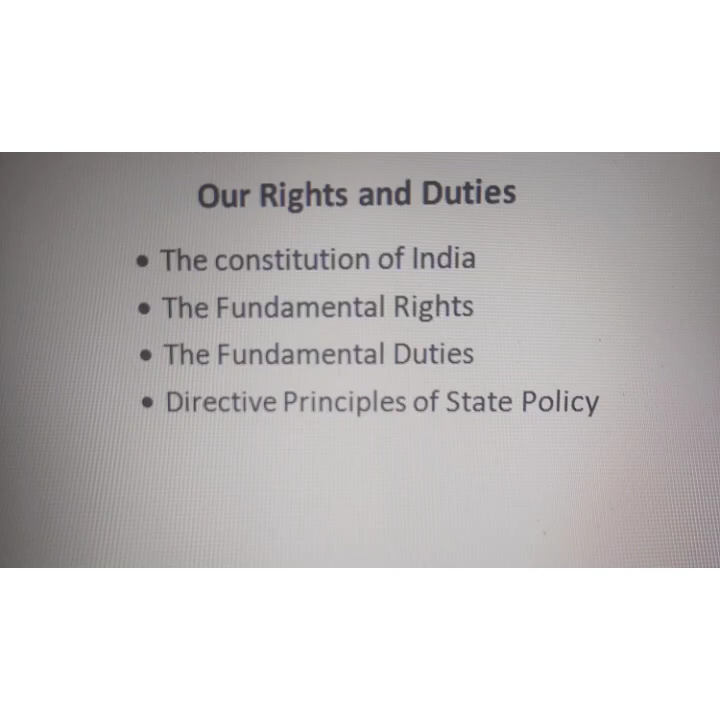 Our Rights and Duties
• The constitution of India
• The Fundamental Rights
• The Fundamental Duties
• Directive Principles of State Policy